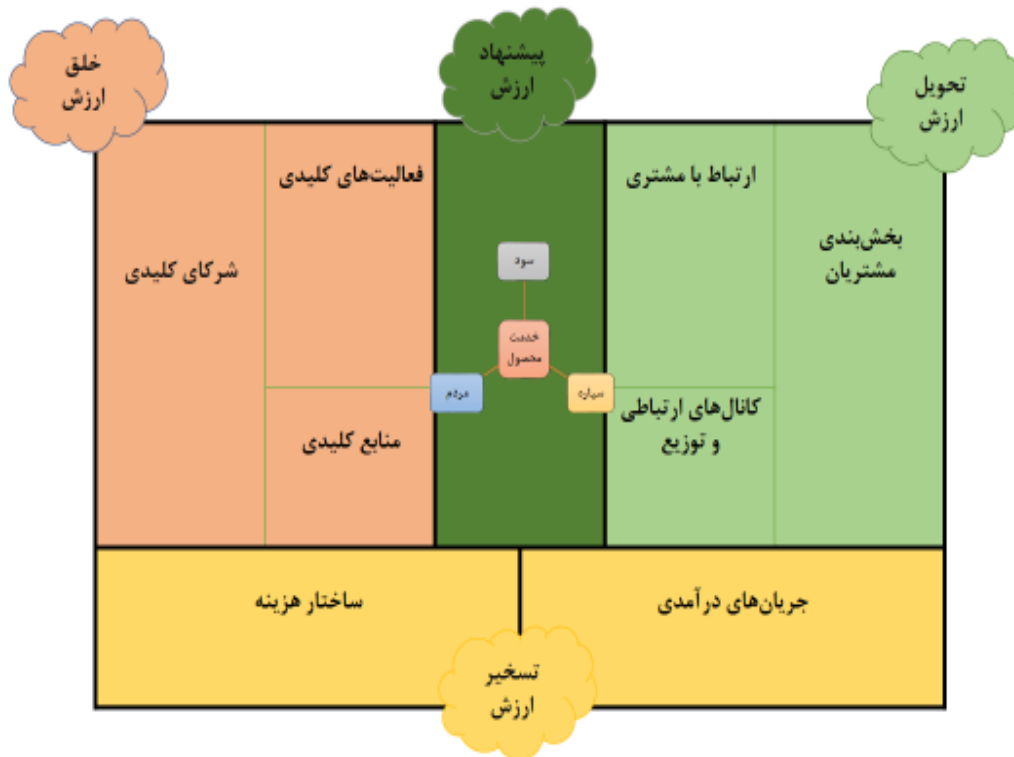 پیشنهاد
ارزش
تحویل
ارزش
خلق
ارزش
بخش‌بندی
مشتریان
ارتباط با مشتری
کانال‌های ارتباطی
و توزیع
سود
خدمت
محصول
سیاره
مردم
فعالیت‌های کلیدی
منابع کلیدی
شرکای کلیدی
جریان‌های درآمدی
ساختار هزینه
تسخیر
ارزش